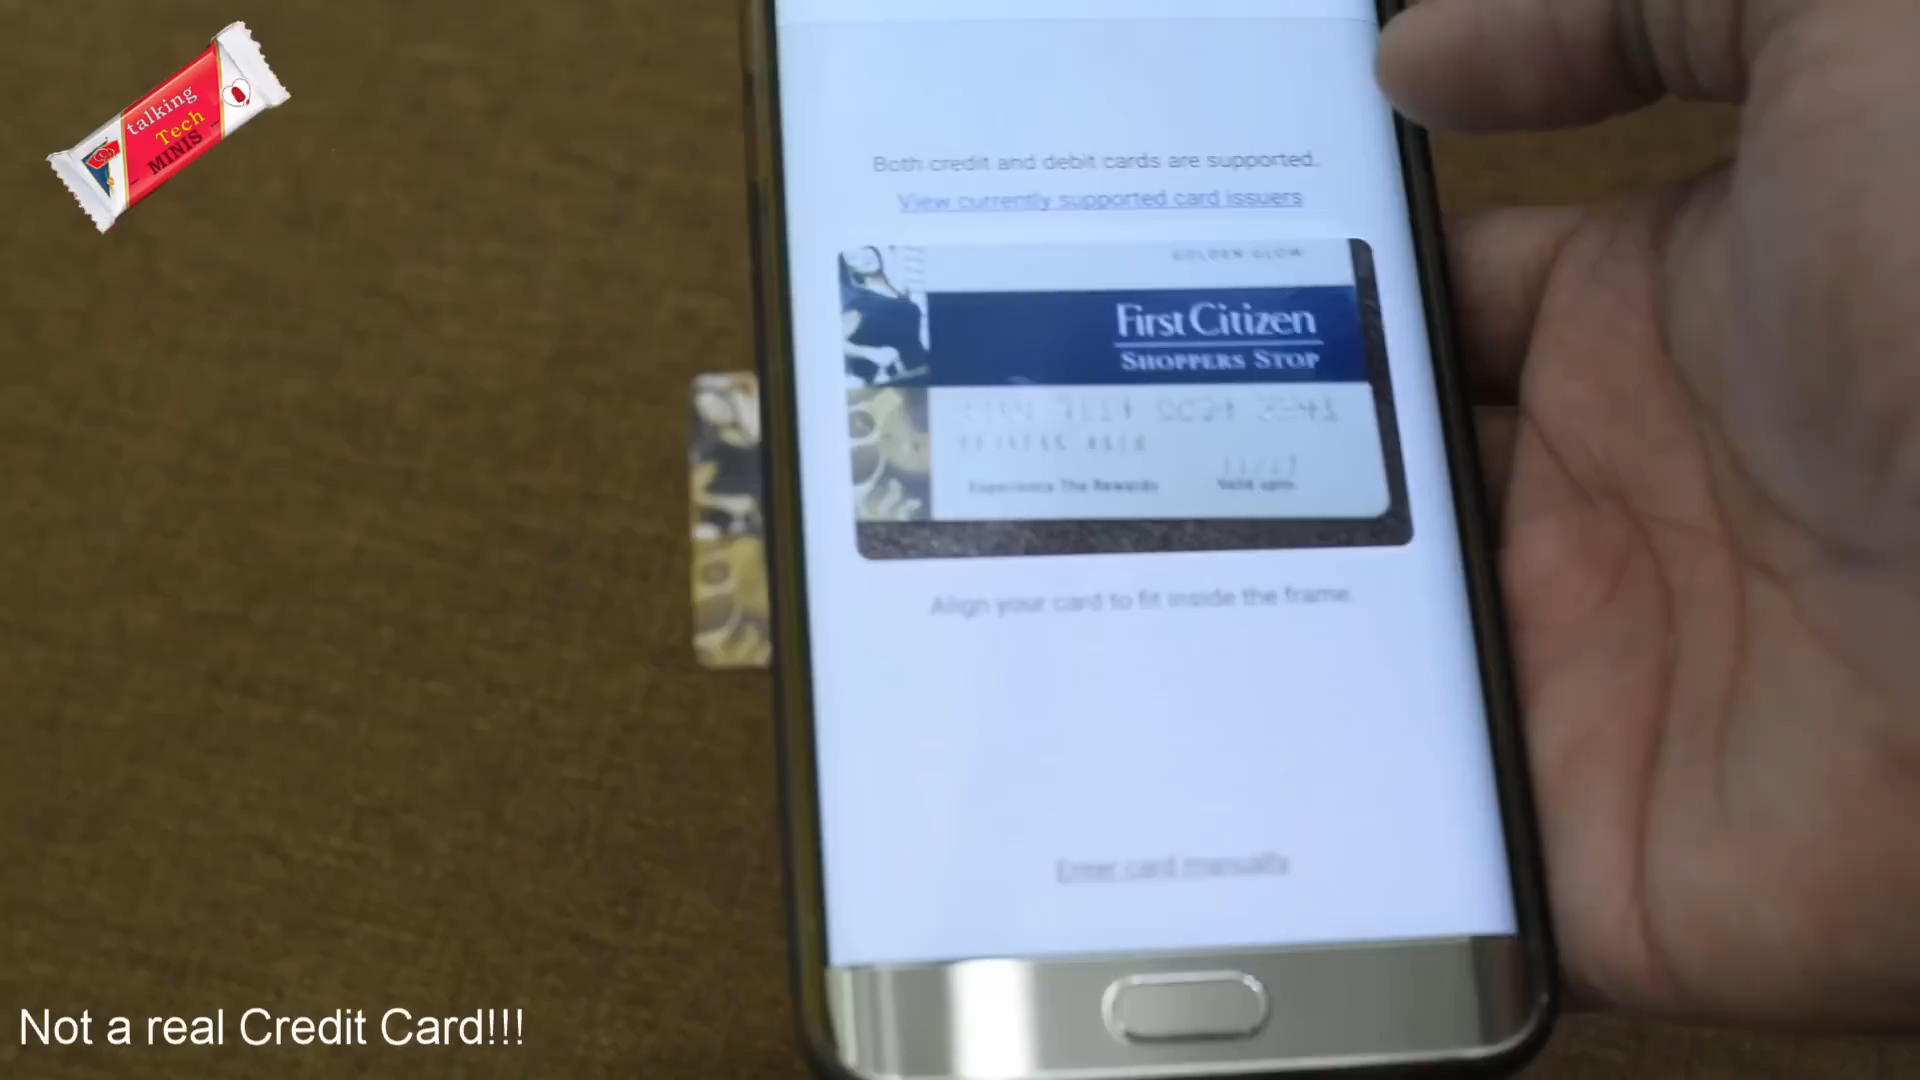 talking
Tech
MINIS
Both credit and debit cards are supported.
View currently supported card issuers
GOLDEN GLOW
First Citizen
SHOPPERS STOP
Experience The Rewards
Valid upto
Align your card to fit inside the frame.
Enter card manually
Not a real Credit Card!!!